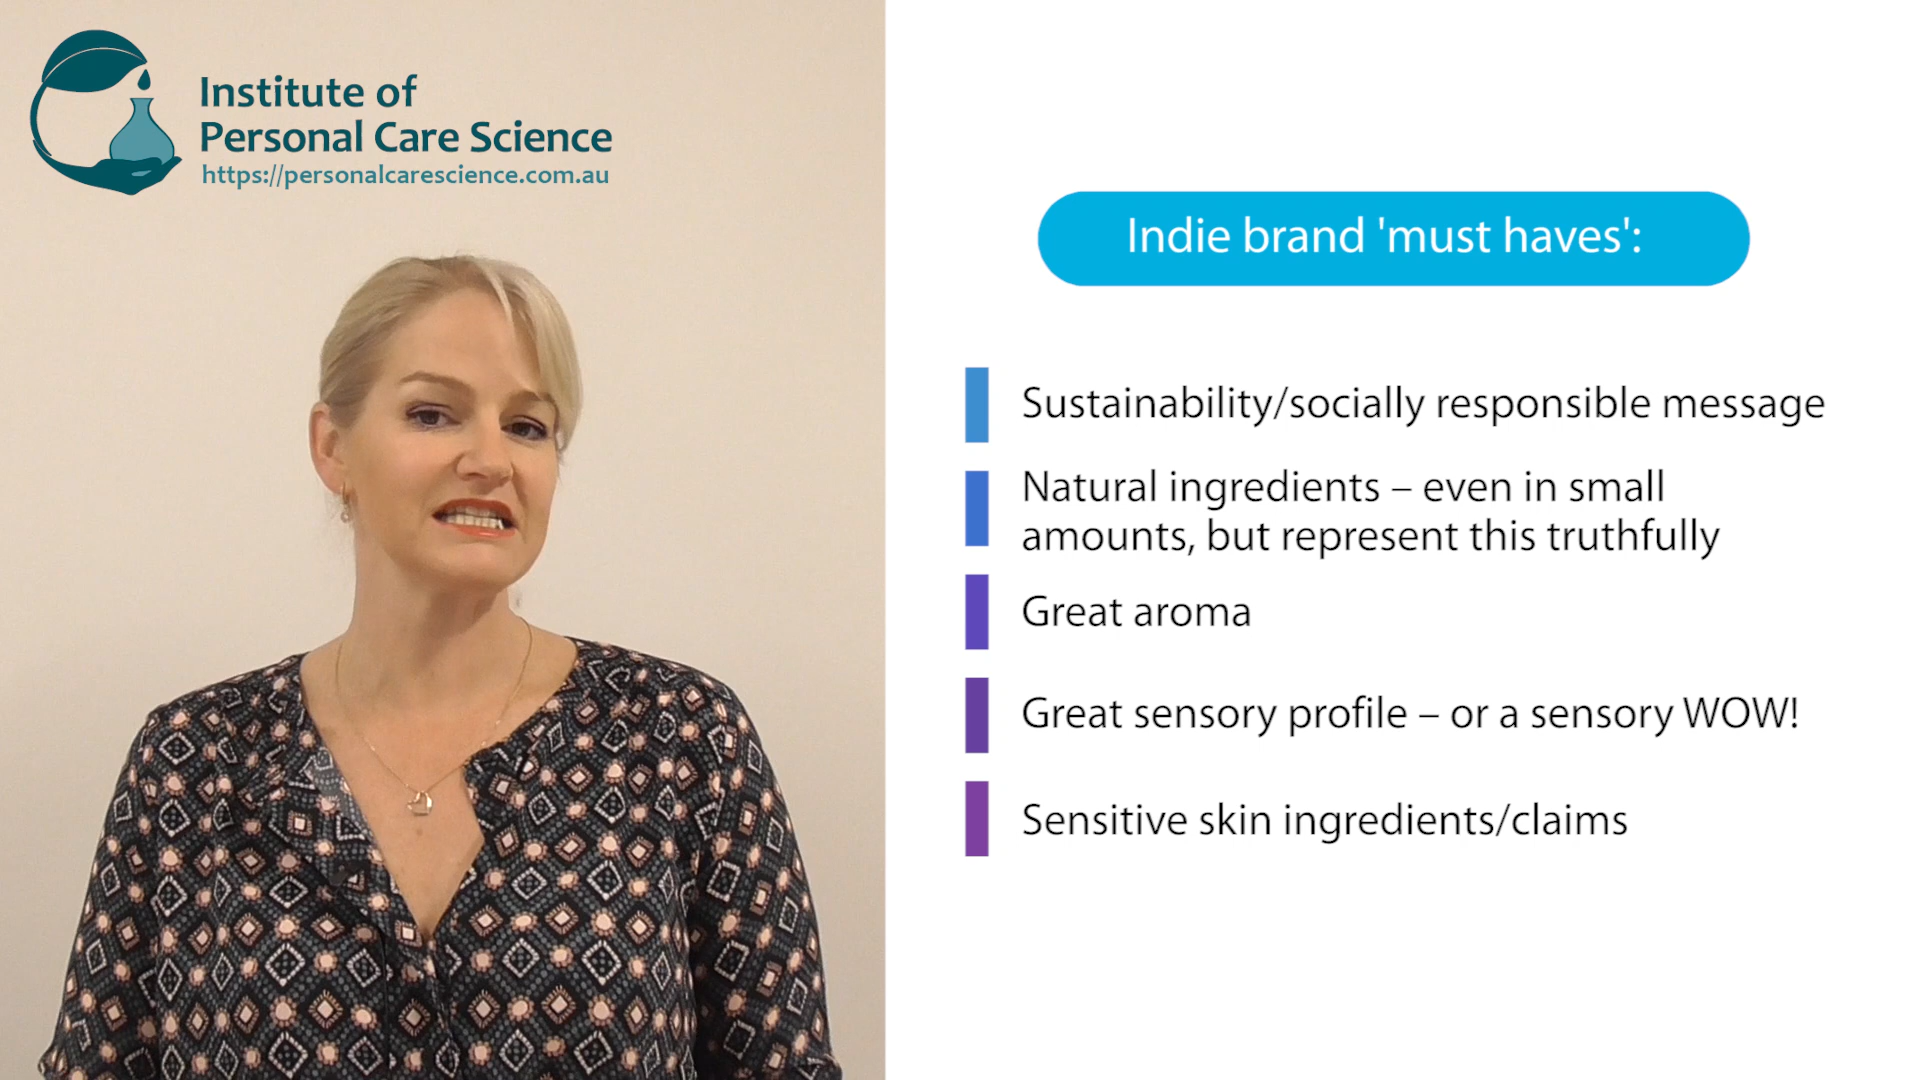 Institute of
Personal Care Science
https://personalcarescience.com.au
Indie brand 'must haves':
Sustainability/socially responsible message
Natural ingredients – even in small
amounts, but represent this truthfully
Great aroma
Great sensory profile – or a sensory WOW!
Sensitive skin ingredients/claims